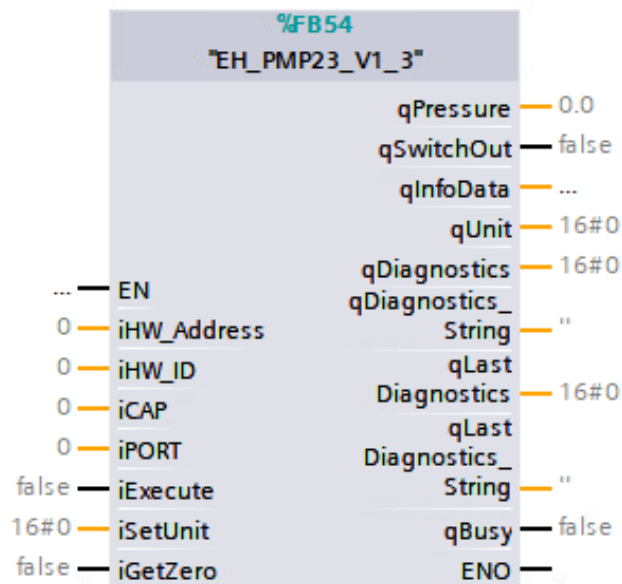 %FB54
"EH_PMP23_V1_3"
qPressure 0.0
qSwitchOut false
qInfoData ...
qUnit 16#0
qDiagnostics 16#0
... EN
qDiagnostics_
0 iHW_Address
String ''
0 iHW_ID
qLast
Diagnostics 16#0
0 iCAP
qLast
0 iPORT
Diagnostics_
false iExecute
String ''
16#0 iSetUnit
qBusy false
false iGetZero
ENO